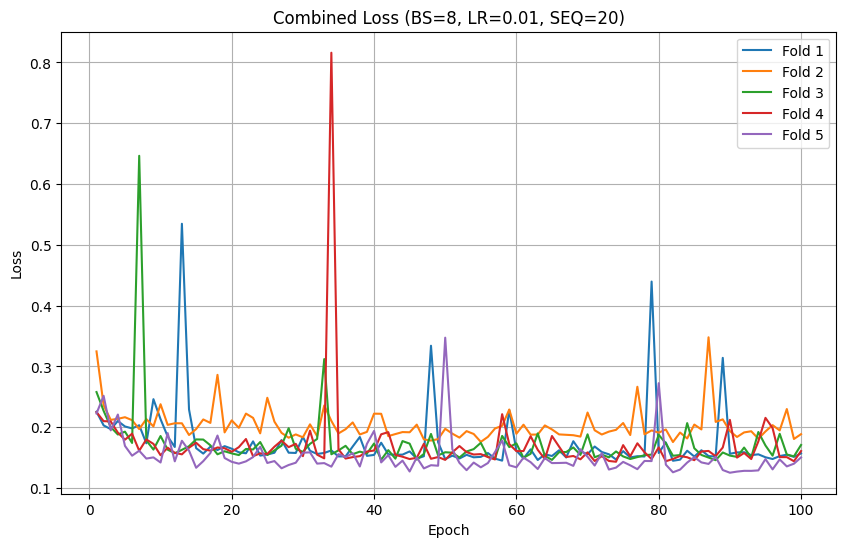 Combined Loss (BS=8, LR=0.01, SEQ=20)
Fold 1
Fold 2
Fold 3
Fold 4
Fold 5
Loss
0.8
0.7
0.6
0.5
0.4
0.3
0.2
0.1
0 20 40 60 80 100
Epoch